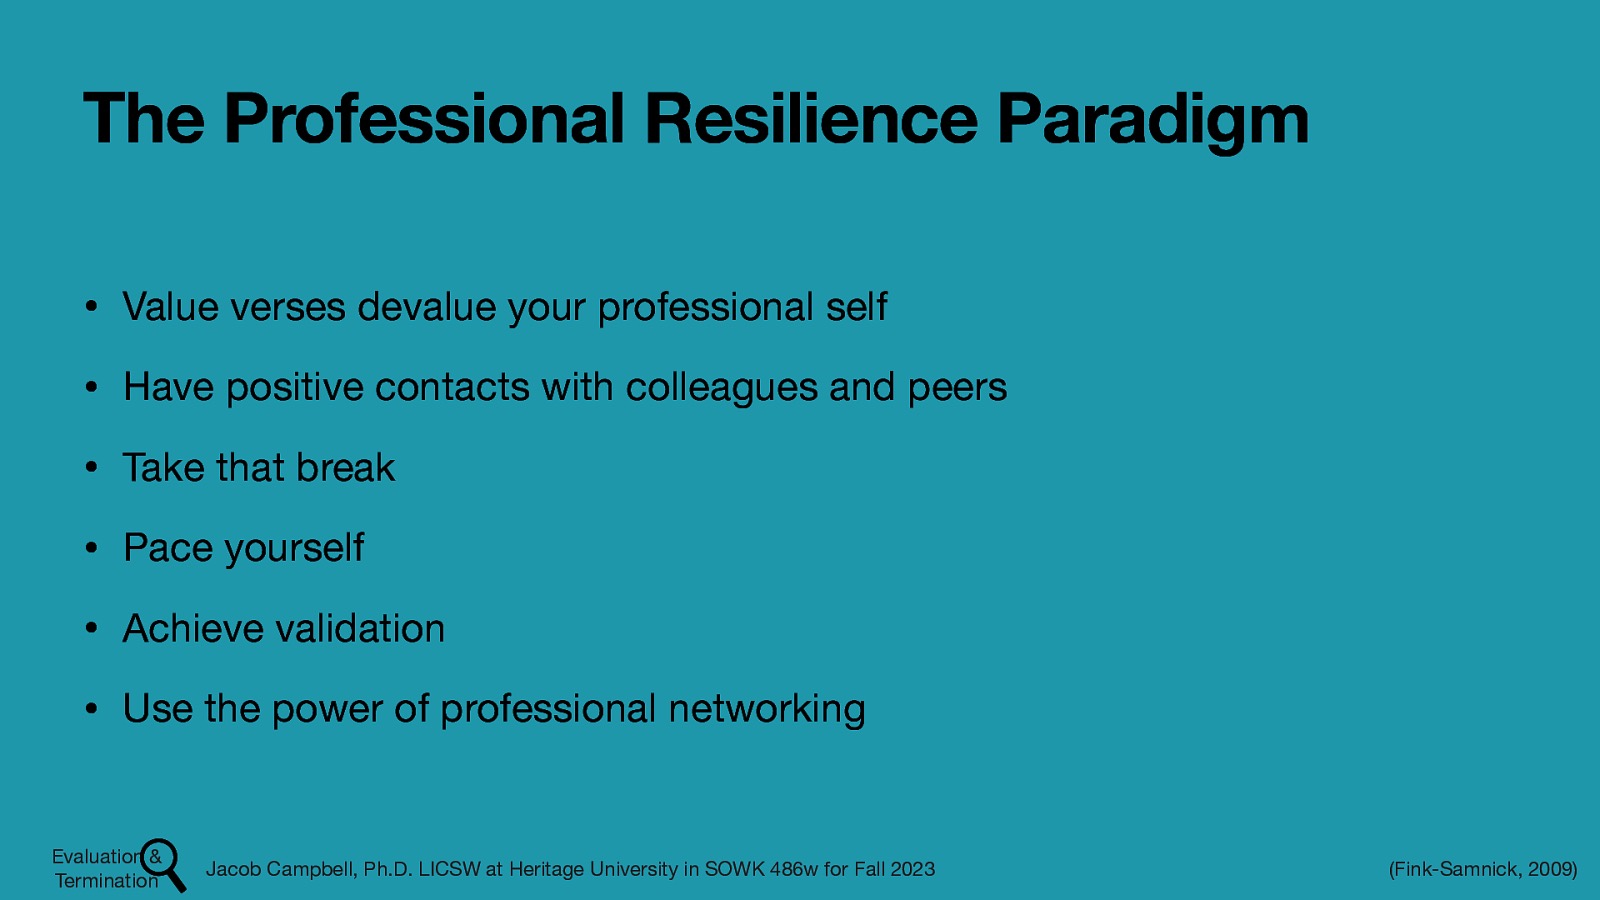 The Professional Resilience Paradigm
• Value verses devalue your professional self
• Have positive contacts with colleagues and peers
• Take that break
• Pace yourself
• Achieve validation
• Use the power of professional networking
Evaluation &
Termination
Jacob Campbell, Ph.D. LICSW at Heritage University in SOWK 486w for Fall 2023
(Fink-Samnick, 2009)